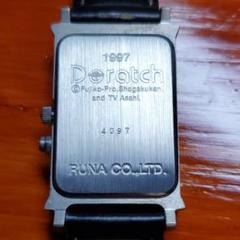 1997
Doratch
©Fujiko-Pro,Shogakukan,
and TV Asahi.
4097
RUNA CO.,LTD.